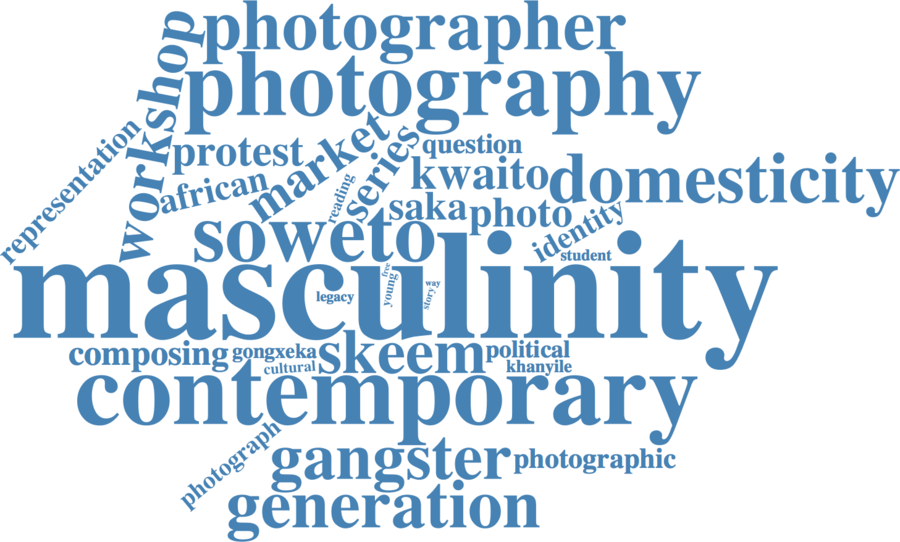 photographer
photography
workshop
representation
protest
market
series
question
african
reading
kwaito
domesticity
saka
photo
identity
student
soweto
masculinity
free
young
way
story
legacy
composing
gongxeka
skeem
political
cultural
khanyile
contemporary
photograph
gangster
photographic
generation